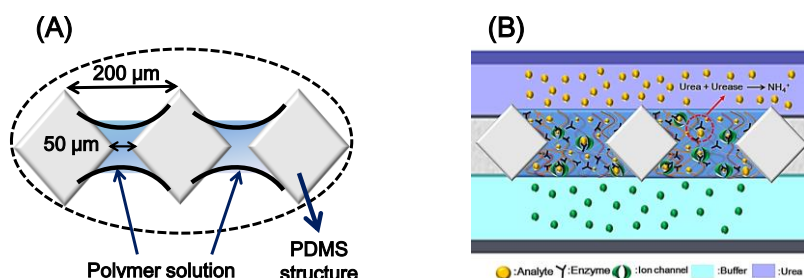 (A)
200 μm
50 μm
Polymer solution
PDMS
structure
(B)
Urea + Urease → NH₄⁺
:Analyte :Enzyme :Ion channel :Buffer :Urea